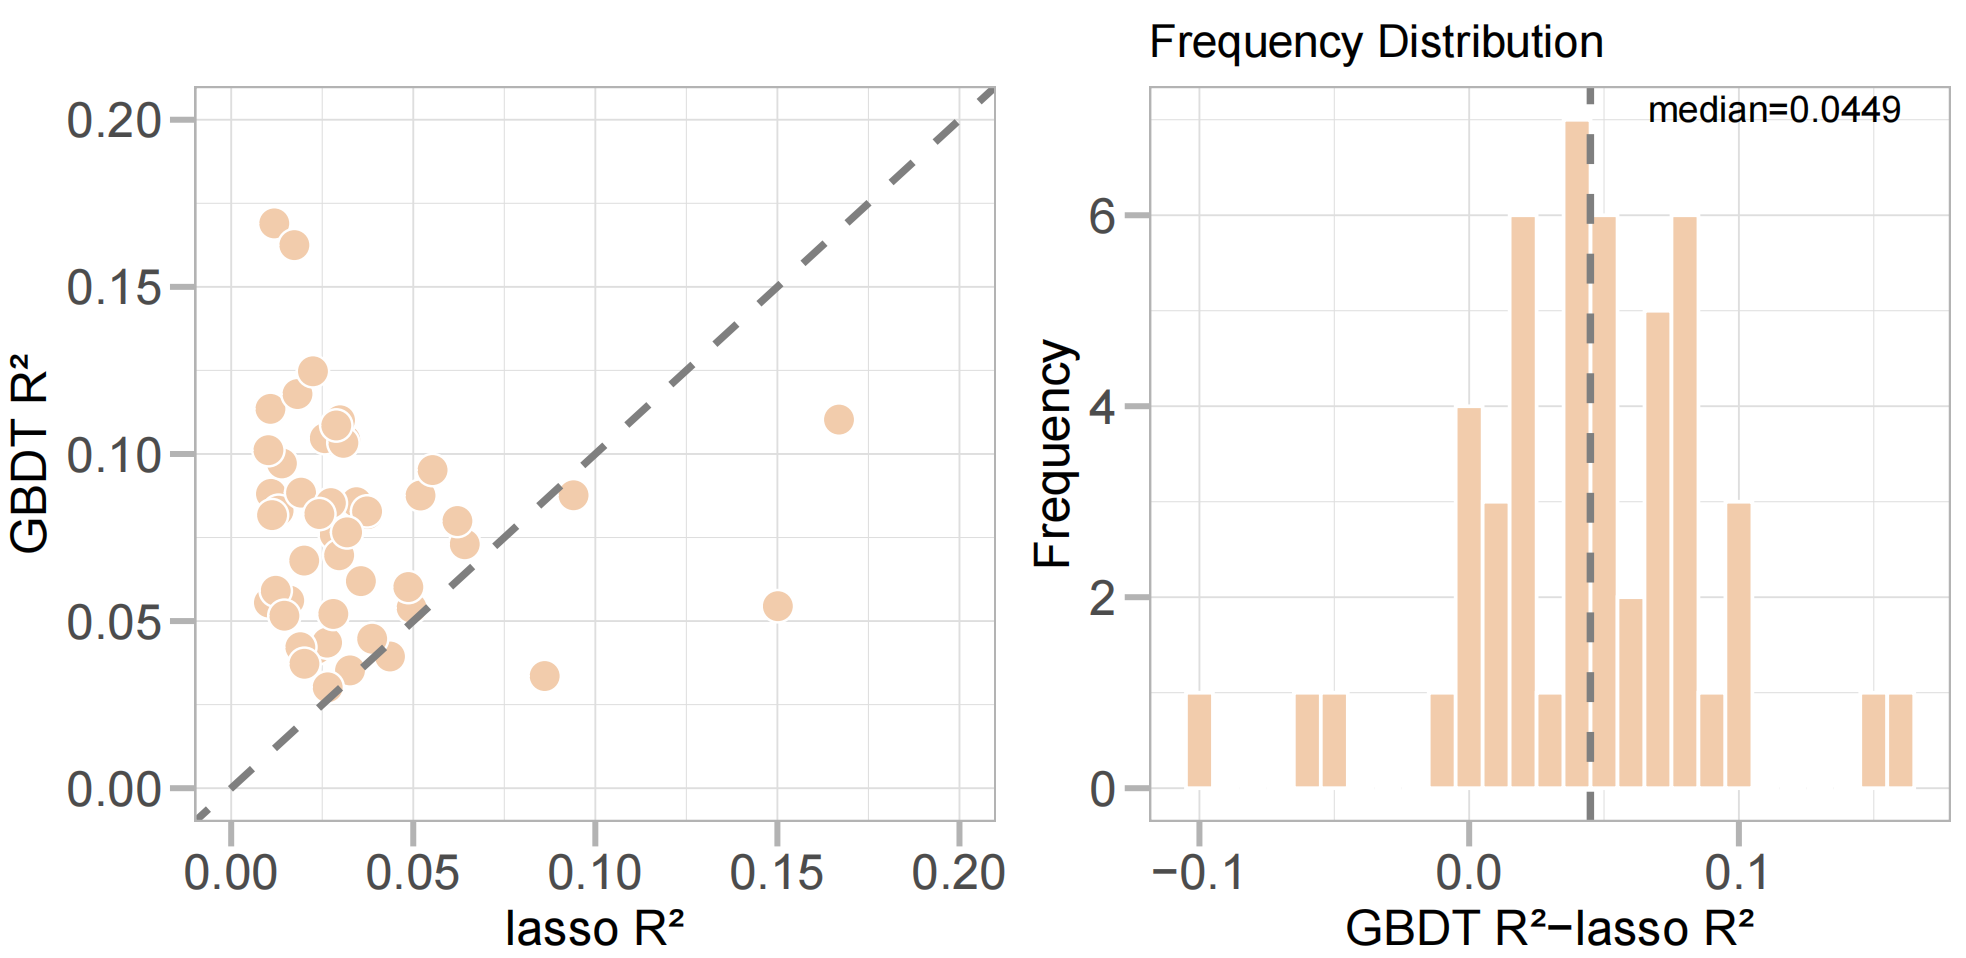 Frequency Distribution
GBDT R²
0.20
0.15
0.10
0.05
0.00
0.00 0.05 0.10 0.15 0.20
lasso R²
median=0.0449
Frequency
6
4
2
0
−0.1 0.0 0.1
GBDT R²−lasso R²